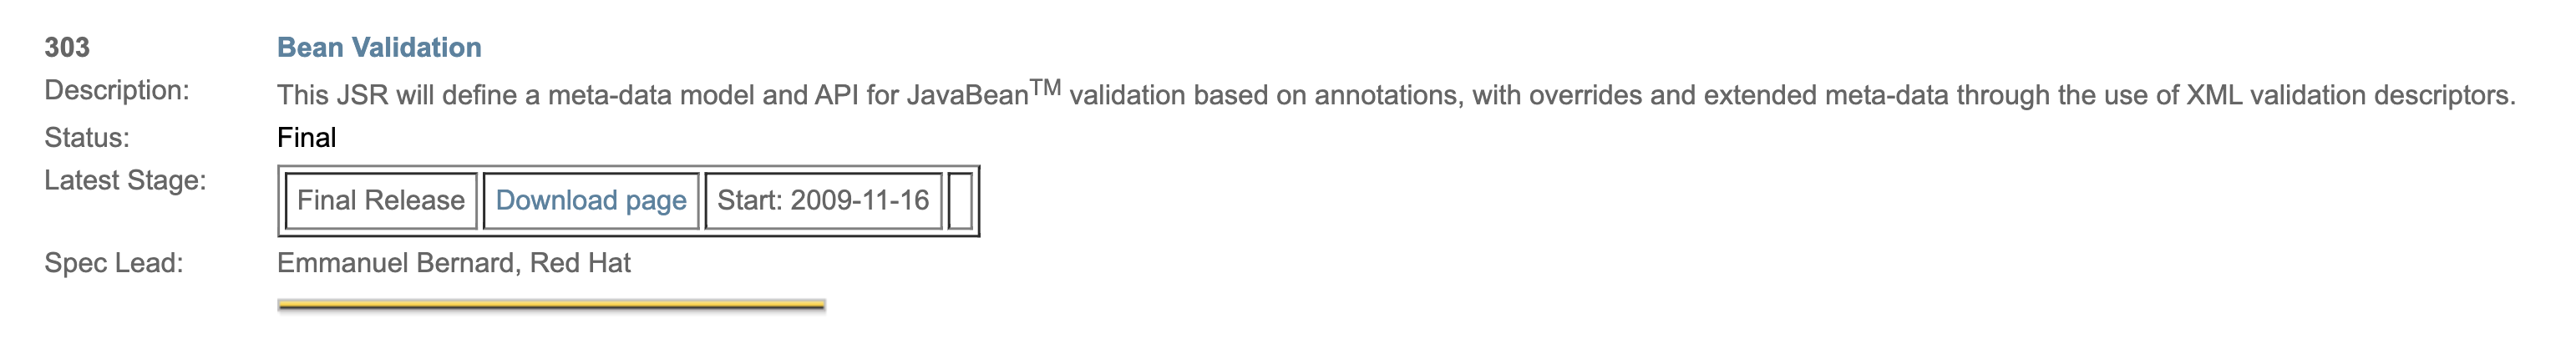 303 Bean Validation
Description: This JSR will define a meta-data model and API for JavaBean™ validation based on annotations, with overrides and extended meta-data through the use of XML validation descriptors.
Status: Final
Latest Stage: Final Release Download page Start: 2009-11-16
Spec Lead: Emmanuel Bernard, Red Hat